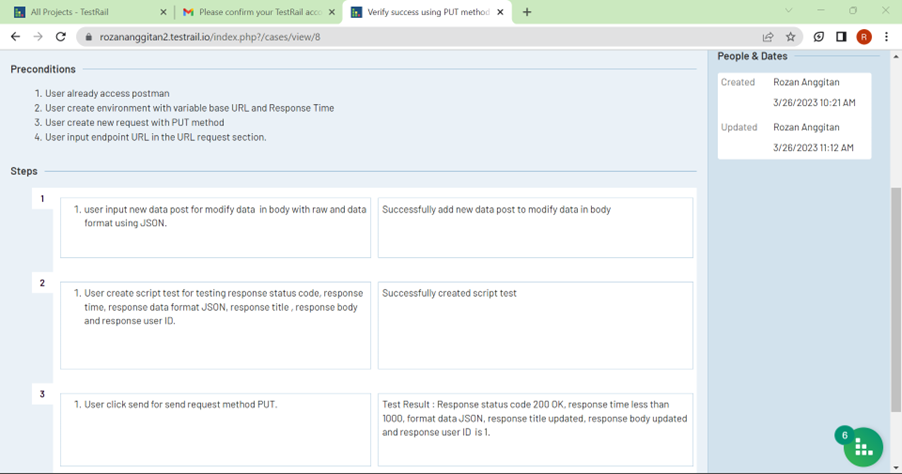 All Projects - TestRail
Please confirm your TestRail acc
Verify success using PUT method
rozananggitan2.testrail.io/index.php?/cases/view/8
R
People & Dates
Created Rozan Anggitan
3/26/2023 10:21 AM
Updated Rozan Anggitan
3/26/2023 11:12 AM
Preconditions
1. User already access postman
2. User create environment with variable base URL and Response Time
3. User create new request with PUT method
4. User input endpoint URL in the URL request section.
Steps
1
1. user input new data post for modify data in body with raw and data
format using JSON.
Successfully add new data post to modify data in body
2
1. User create script test for testing response status code, response
time, response data format JSON, response title , response body
and response user ID.
Successfully created script test
3
1. User click send for send request method PUT.
Test Result : Response status code 200 OK, response time less than
1000, format data JSON, response title updated, response body updated
and response user ID is 1.
6